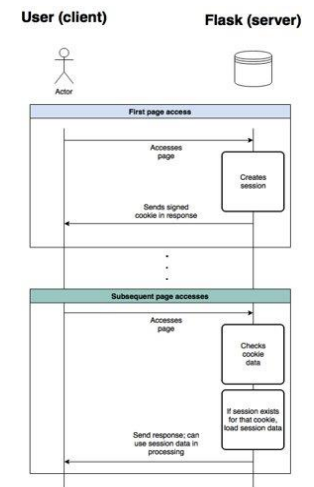 User (client)
Flask (server)
Actor
First page access
Accesses
page
Creates
session
Sends signed
cookie in response
Subsequent page accesses
Accesses
page
Checks
cookie
data
If session exists
for that cookie,
load session data
Send response; can
use session data in
processing